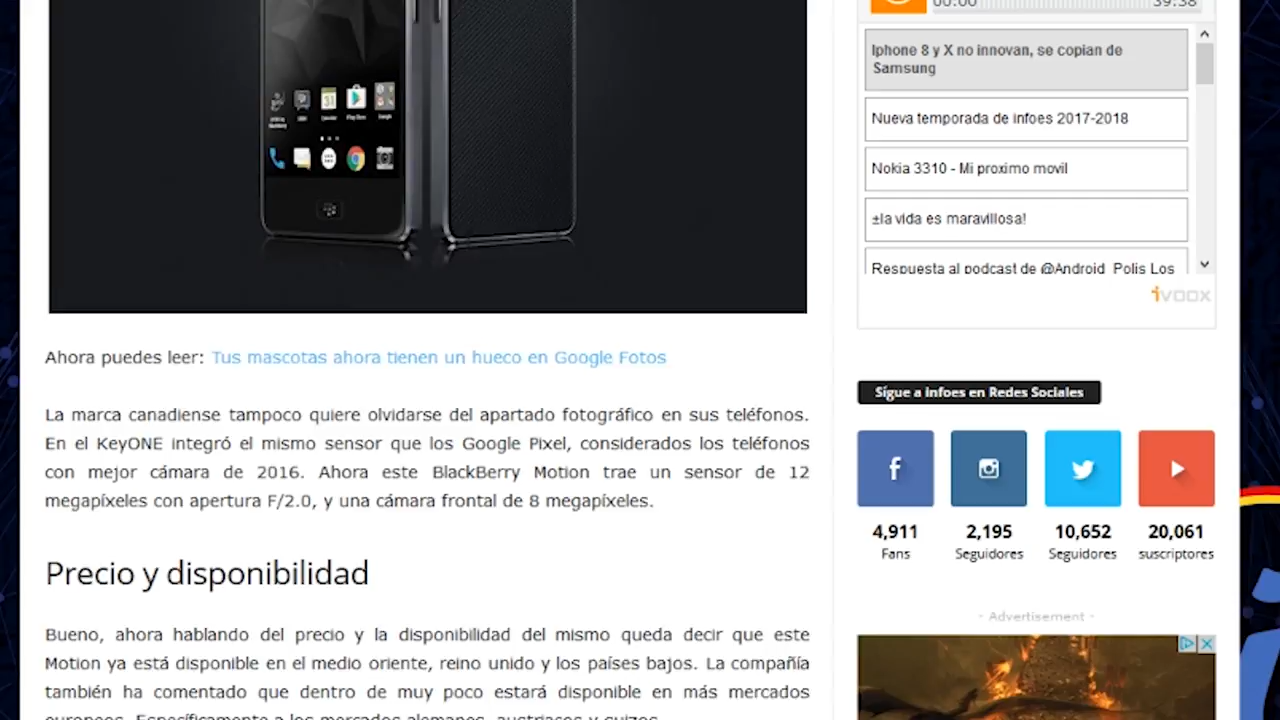 Ahora puedes leer: Tus mascotas ahora tienen un hueco en Google Fotos
La marca canadiense tampoco quiere olvidarse del apartado fotográfico en sus teléfonos.
En el KeyONE integró el mismo sensor que los Google Pixel, considerados los teléfonos
con mejor cámara de 2016. Ahora este BlackBerry Motion trae un sensor de 12
megapíxeles con apertura F/2.0, y una cámara frontal de 8 megapíxeles.
Precio y disponibilidad
Bueno, ahora hablando del precio y la disponibilidad del mismo queda decir que este
Motion ya está disponible en el medio oriente, reino unido y los países bajos. La compañía
también ha comentado que dentro de muy poco estará disponible en más mercados
europeos. Específicamente a los mercados alemanes, austriacos y suizos.
00:00 39:38
Iphone 8 y X no innovan, se copian de
Samsung
Nueva temporada de infoes 2017-2018
Nokia 3310 - Mi proximo movil
±la vida es maravillosa!
Respuesta al podcast de @Android_Polis Los
ivoox
Sígue a infoes en Redes Sociales
4,911 2,195 10,652 20,061
Fans Seguidores Seguidores suscriptores
- Advertisement -